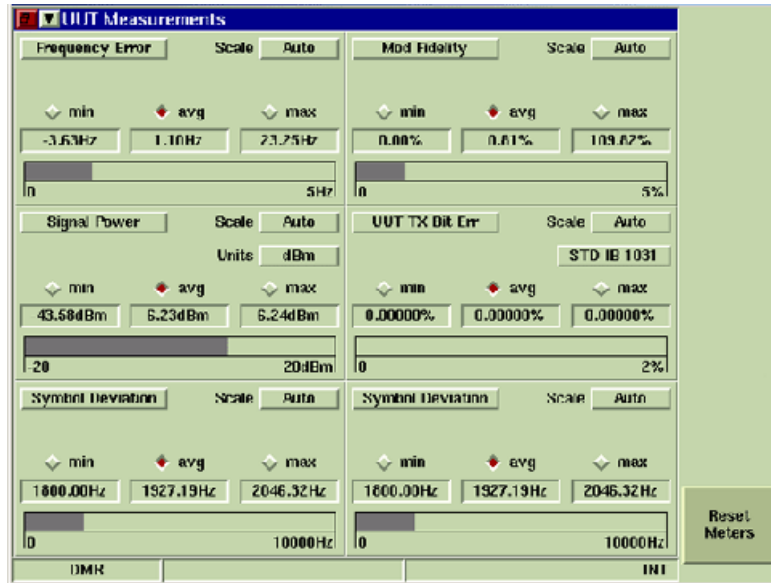 UUT Measurements
Frequency Error Scale Auto
min avg max
-3.63Hz 1.10Hz 23.25Hz
0 5Hz
Mod Fidelity Scale Auto
min avg max
0.00% 0.81% 109.87%
0 5%
Signal Power Scale Auto
Units dBm
min avg max
43.58dBm 6.23dBm 6.24dBm
-20 20dBm
UUT TX Bit Err Scale Auto
STD IB 1031
min avg max
0.00000% 0.00000% 0.00000%
0 2%
Symbol Deviation Scale Auto
min avg max
1800.00Hz 1927.19Hz 2046.32Hz
0 10000Hz
Symbol Deviation Scale Auto
min avg max
1800.00Hz 1927.19Hz 2046.32Hz
0 10000Hz
Reset
Meters
DMR INT